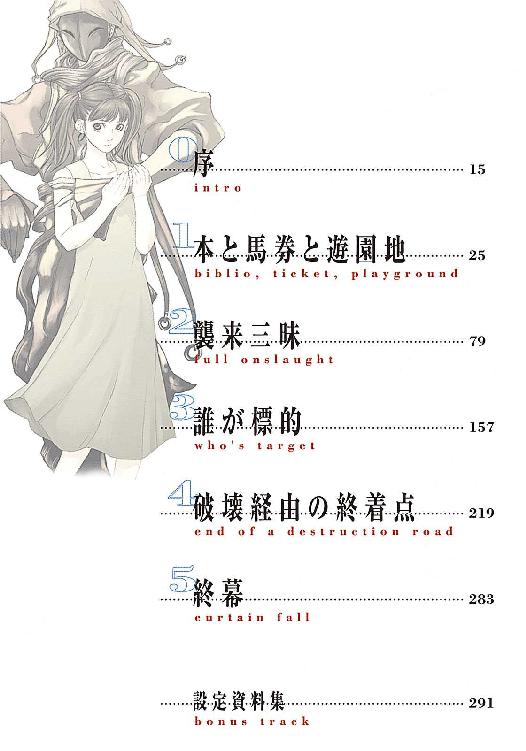 0 序 15
intro
1 本と馬券と遊園地 25
biblio, ticket, playground
2 襲来三昧 79
full onslaught
3 誰が標的 157
who's target
4 破壊経由の終着点 219
end of a destruction road
5 終幕 283
curtain fall
設定資料集 291
bonus track